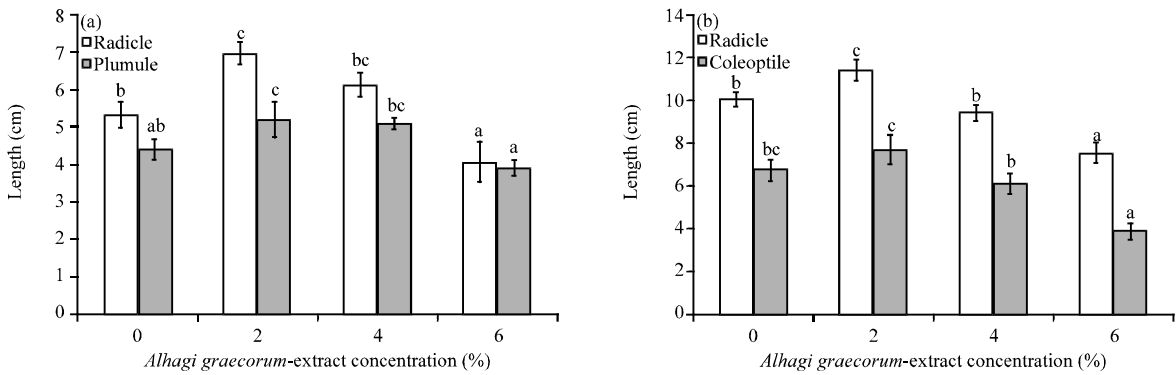 (a)
Radicle
Plumule
Length (cm)
8
7
6
5
4
3
2
1
0
b
ab
c
c
bc
bc
a
a
0
2
4
6
Alhagi graecorum-extract concentration (%)
(b)
Radicle
Coleoptile
Length (cm)
14
12
10
8
6
4
2
0
b
bc
c
c
b
b
a
a
0
2
4
6
Alhagi graecorum-extract concentration (%)